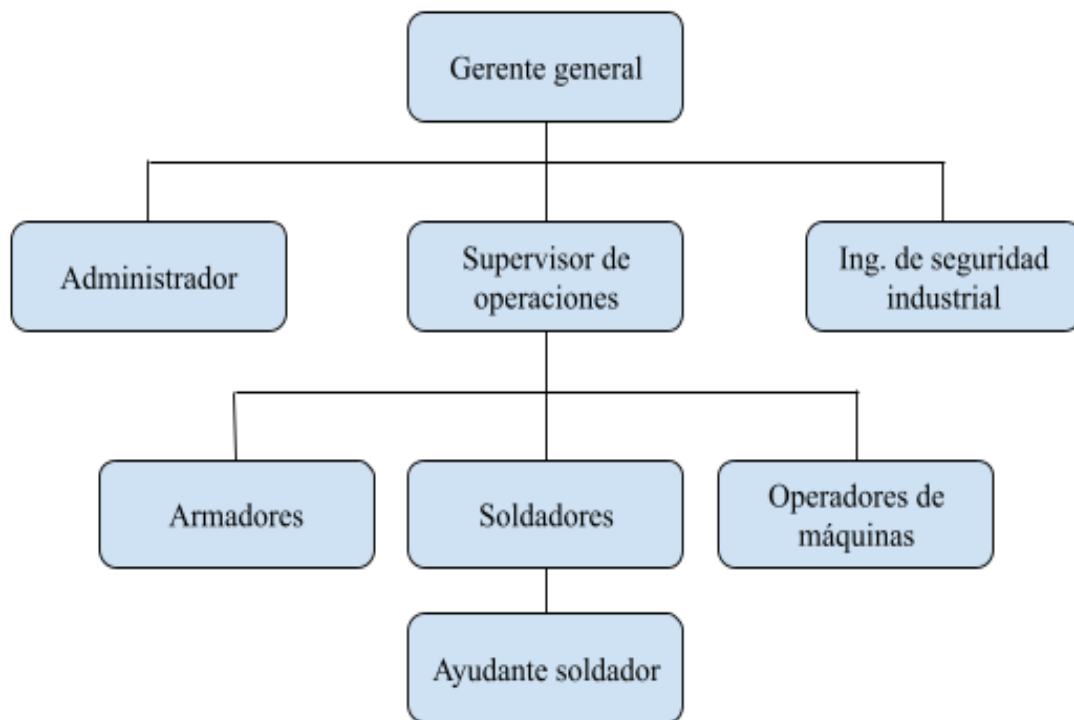 Gerente general
Administrador
Supervisor de
operaciones
Ing. de seguridad
industrial
Armadores
Soldadores
Operadores de
máquinas
Ayudante soldador